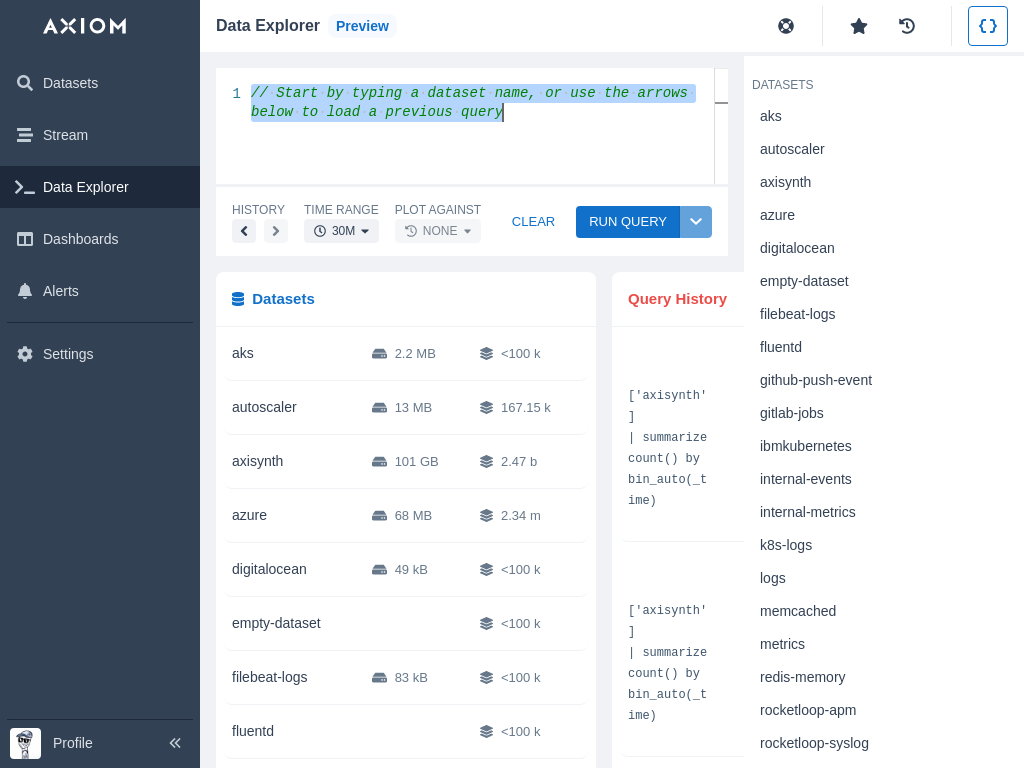 AXIOM
Datasets
Stream
Data Explorer
Dashboards
Alerts
Settings
Profile
Data Explorer Preview
1 // Start by typing a dataset name, or use the arrows
below to load a previous query
HISTORY TIME RANGE PLOT AGAINST
30M NONE CLEAR RUN QUERY
Datasets
aks 2.2 MB <100 k
autoscaler 13 MB 167.15 k
axisynth 101 GB 2.47 b
azure 68 MB 2.34 m
digitalocean 49 kB <100 k
empty-dataset <100 k
filebeat-logs 83 kB <100 k
fluentd <100 k
Query History
['axisynth'
]
| summarize
count() by
bin_auto(_t
ime)
['axisynth'
]
| summarize
count() by
bin_auto(_t
ime)
DATASETS
aks
autoscaler
axisynth
azure
digitalocean
empty-dataset
filebeat-logs
fluentd
github-push-event
gitlab-jobs
ibmkubernetes
internal-events
internal-metrics
k8s-logs
logs
memcached
metrics
redis-memory
rocketloop-apm
rocketloop-syslog